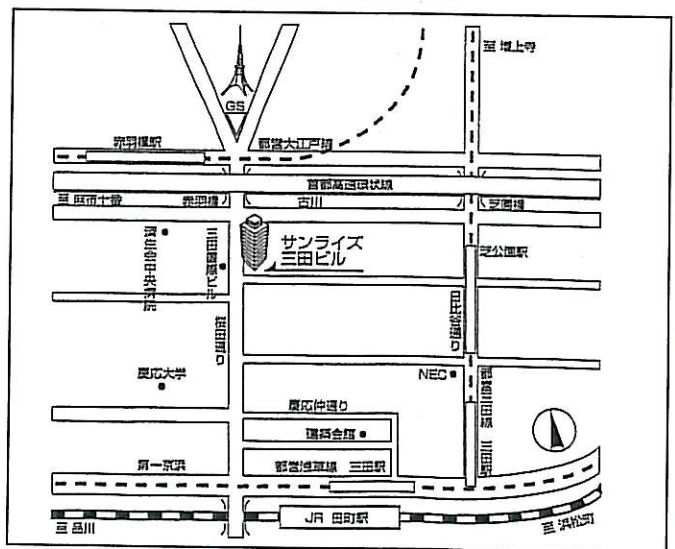 至 増上寺
GS
赤羽橋駅
都営大江戸線
首都高速環状線
至 麻布十番
赤羽橋
古川
芝園橋
済生会中央病院
三田国際ビル
サンライズ
三田ビル
芝公園駅
桜田通り
日比谷通り
慶応大学
NEC
都営三田線 三田駅
慶応仲通り
建築会館
第一京浜
都営浅草線 三田駅
JR 田町駅
至 品川
至 浜松町